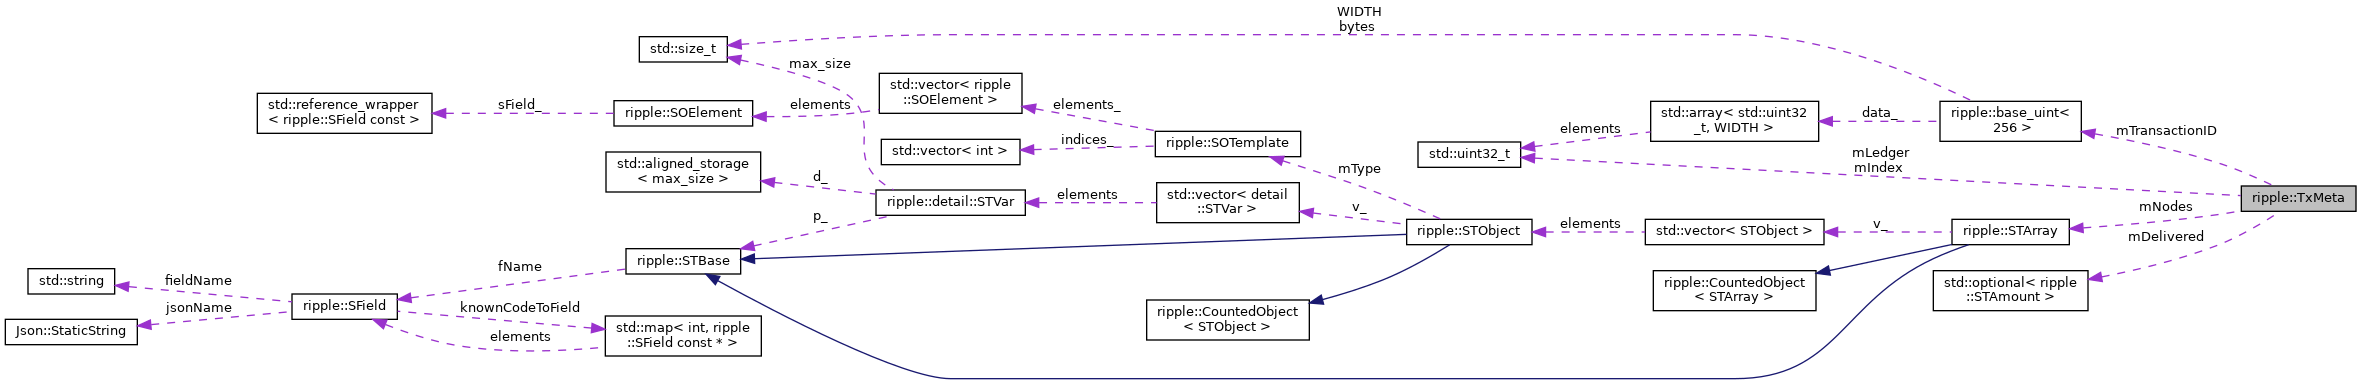 WIDTH
bytes
std::size_t
max_size
std::vector< ripple
::SOElement >
std::reference_wrapper
< ripple::SField const >
sField_
ripple::SOElement
elements
elements_
std::array< std::uint32
_t, WIDTH >
data_
ripple::base_uint<
256 >
elements
mTransactionID
indices_
ripple::SOTemplate
std::vector< int >
std::uint32_t
mLedger
mIndex
std::aligned_storage
< max_size >
d_
mType
elements
std::vector< detail
::STVar >
ripple::detail::STVar
ripple::TxMeta
p_
v_
mNodes
elements
v_
ripple::STObject
std::vector< STObject >
ripple::STArray
mDelivered
ripple::STBase
fName
std::string
fieldName
ripple::CountedObject
< STArray >
std::optional< ripple
::STAmount >
ripple::SField
jsonName
knownCodeToField
ripple::CountedObject
< STObject >
Json::StaticString
std::map< int, ripple
::SField const * >
elements